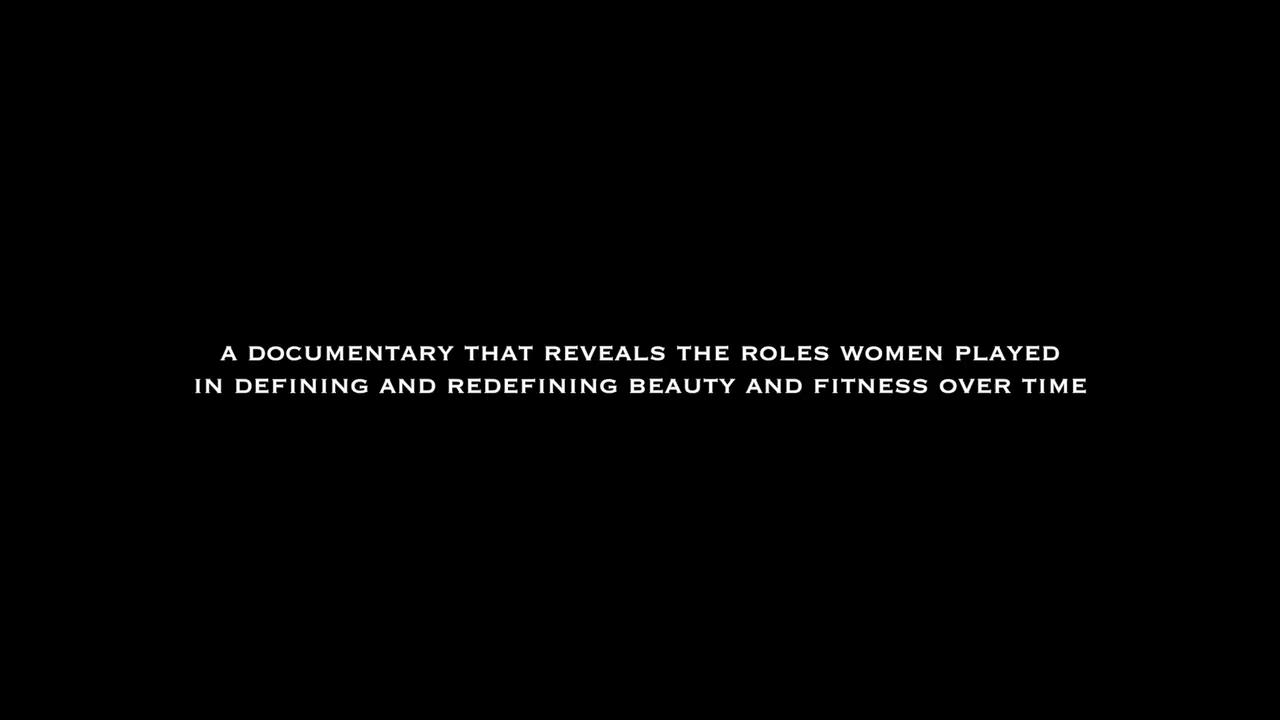 A DOCUMENTARY THAT REVEALS THE ROLES WOMEN PLAYED
IN DEFINING AND REDEFINING BEAUTY AND FITNESS OVER TIME